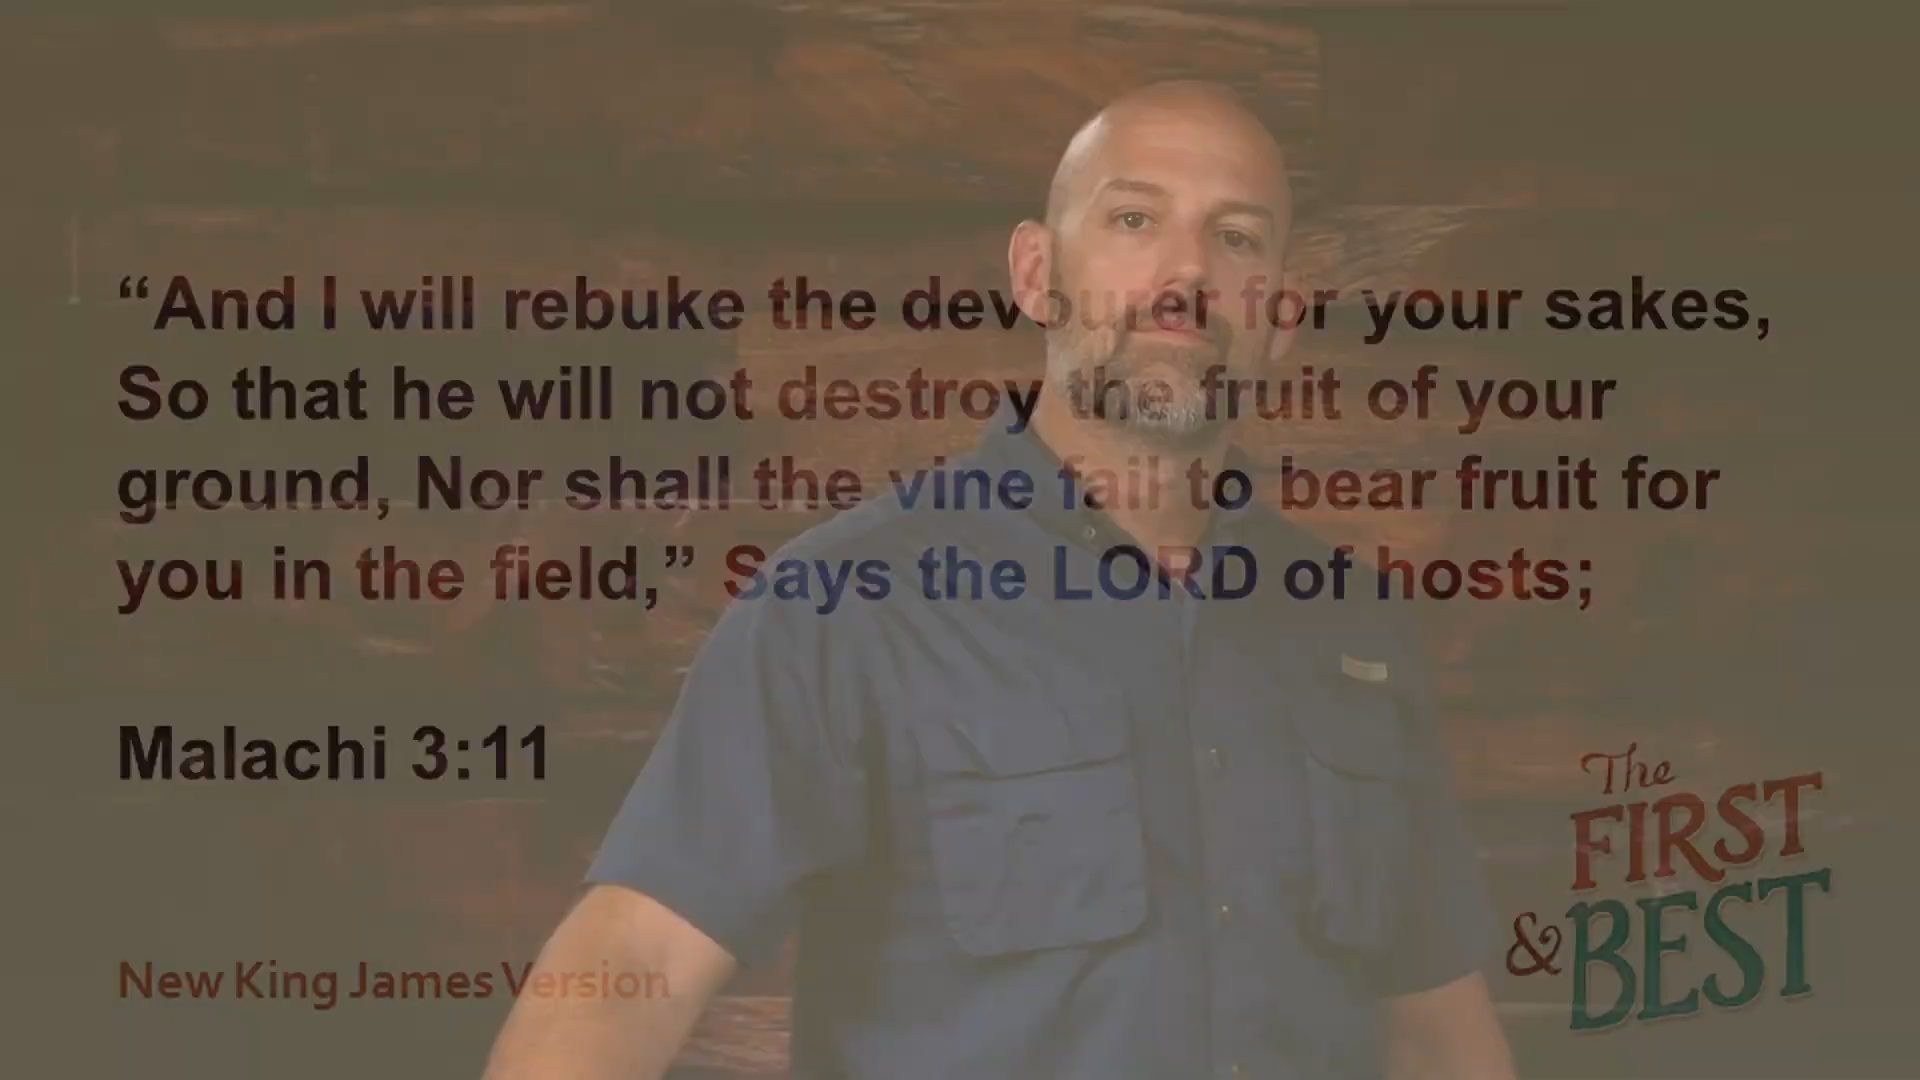 “And I will rebuke the devourer for your sakes,
So that he will not destroy the fruit of your
ground, Nor shall the vine fail to bear fruit for
you in the field,” Says the LORD of hosts;
Malachi 3:11
New King James Version
The
FIRST
& BEST